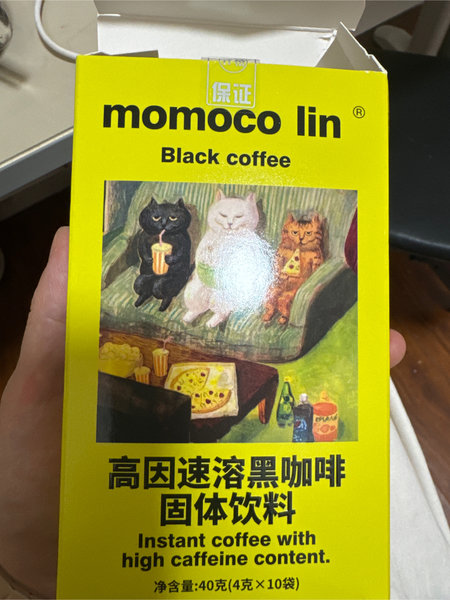 保证
momoco lin ®
Black coffee
高因速溶黑咖啡
固体饮料
Instant coffee with
high caffeine content.
净含量:40克(4克×10袋)